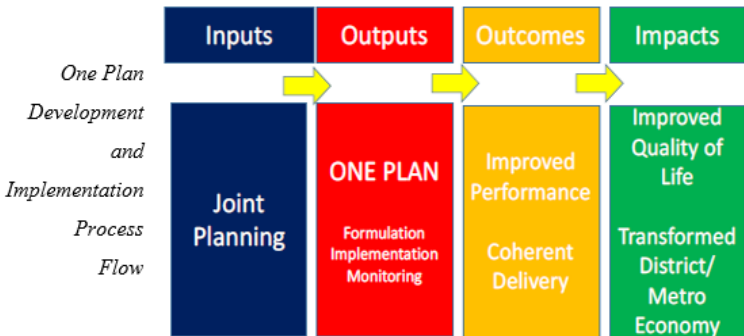 Inputs
Outputs
Outcomes
Impacts
One Plan
Development
and
Implementation
Process
Flow
Joint
Planning
ONE PLAN
Formulation
Implementation
Monitoring
Improved
Performance
Coherent
Delivery
Improved
Quality of
Life
Transformed
District/
Metro
Economy